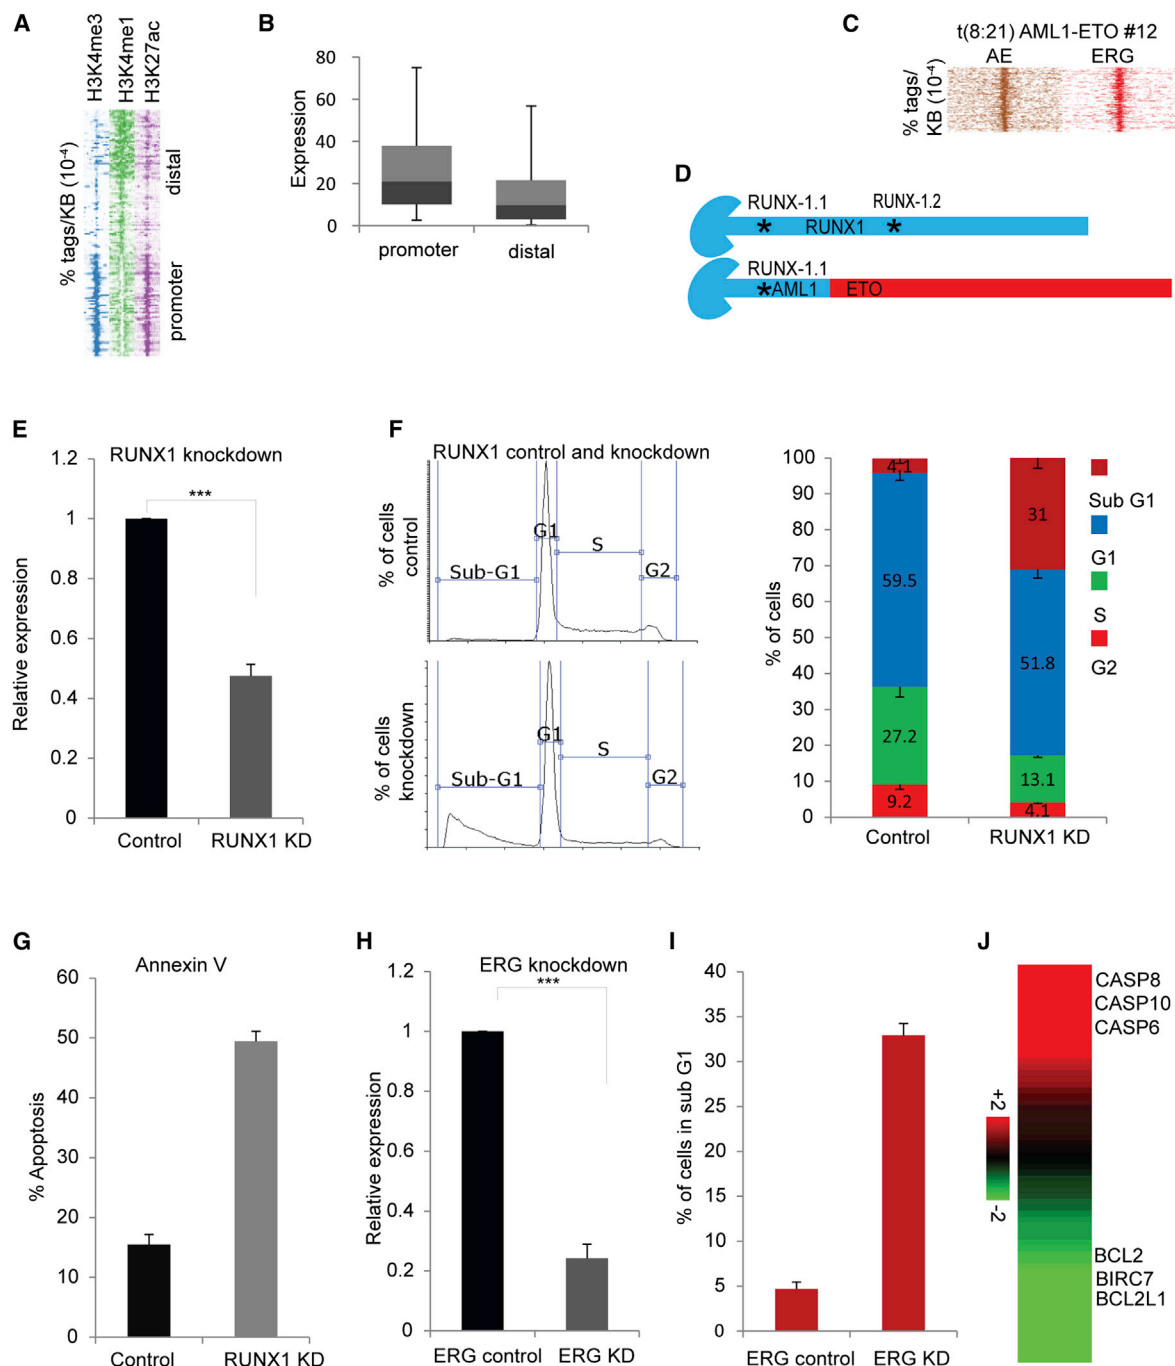 A
H3K4me3
H3K4me1
H3K27ac
% tags/KB (10-4)
distal
promoter
B
Expression
80
60
40
20
0
promoter
distal
C
t(8:21) AML1-ETO #12
AE
ERG
% tags/
KB (10-4)
D
RUNX-1.1
RUNX-1.2
* RUNX1 *
RUNX-1.1
*AML1
ETO
E
RUNX1 knockdown
***
Relative expression
1.2
1
0.8
0.6
0.4
0.2
0
Control
RUNX1 KD
F
RUNX1 control and knockdown
% of cells
control
Sub-G1
G1
S
G2
% of cells
knockdown
Sub-G1
G1
S
G2
% of cells
100
90
80
70
60
50
40
30
20
10
0
4.1
59.5
27.2
9.2
31
51.8
13.1
4.1
Control
RUNX1 KD
Sub G1
G1
S
G2
G
Annexin V
% Apoptosis
60
50
40
30
20
10
0
Control
RUNX1 KD
H
ERG knockdown
***
Relative expression
1.2
1
0.8
0.6
0.4
0.2
0
ERG control
ERG KD
I
% of cells in sub G1
40
35
30
25
20
15
10
5
0
ERG control
ERG KD
J
+2
-2
CASP8
CASP10
CASP6
BCL2
BIRC7
BCL2L1